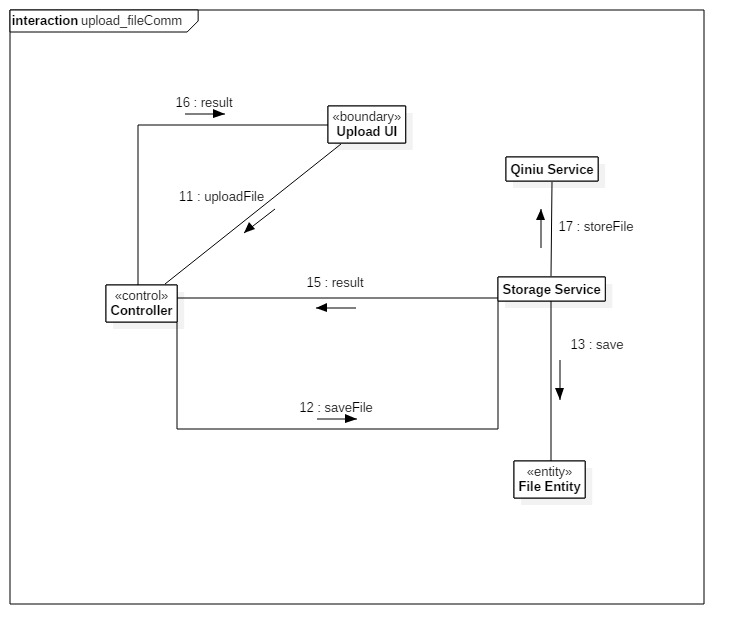 interaction upload_fileComm
16 : result
«boundary»
Upload UI
Qiniu Service
11 : uploadFile
17 : storeFile
15 : result
«control»
Controller
Storage Service
13 : save
12 : saveFile
«entity»
File Entity